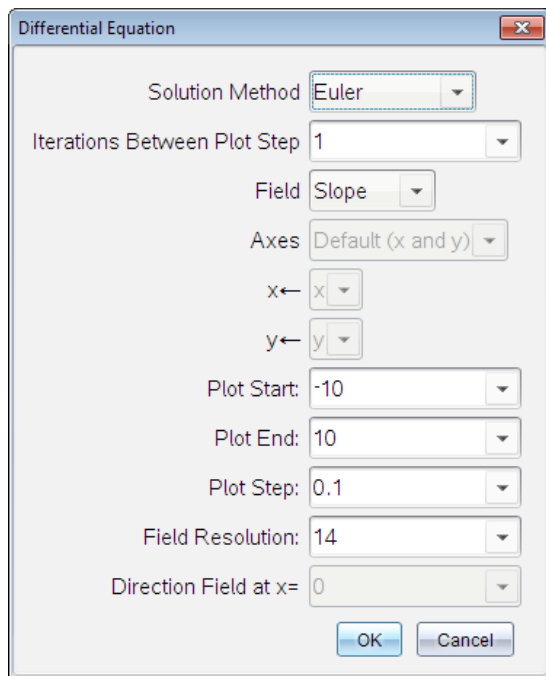 Differential Equation
Solution Method Euler
Iterations Between Plot Step 1
Field Slope
Axes Default (x and y)
x← x
y← y
Plot Start: -10
Plot End: 10
Plot Step: 0.1
Field Resolution: 14
Direction Field at x= 0
OK Cancel